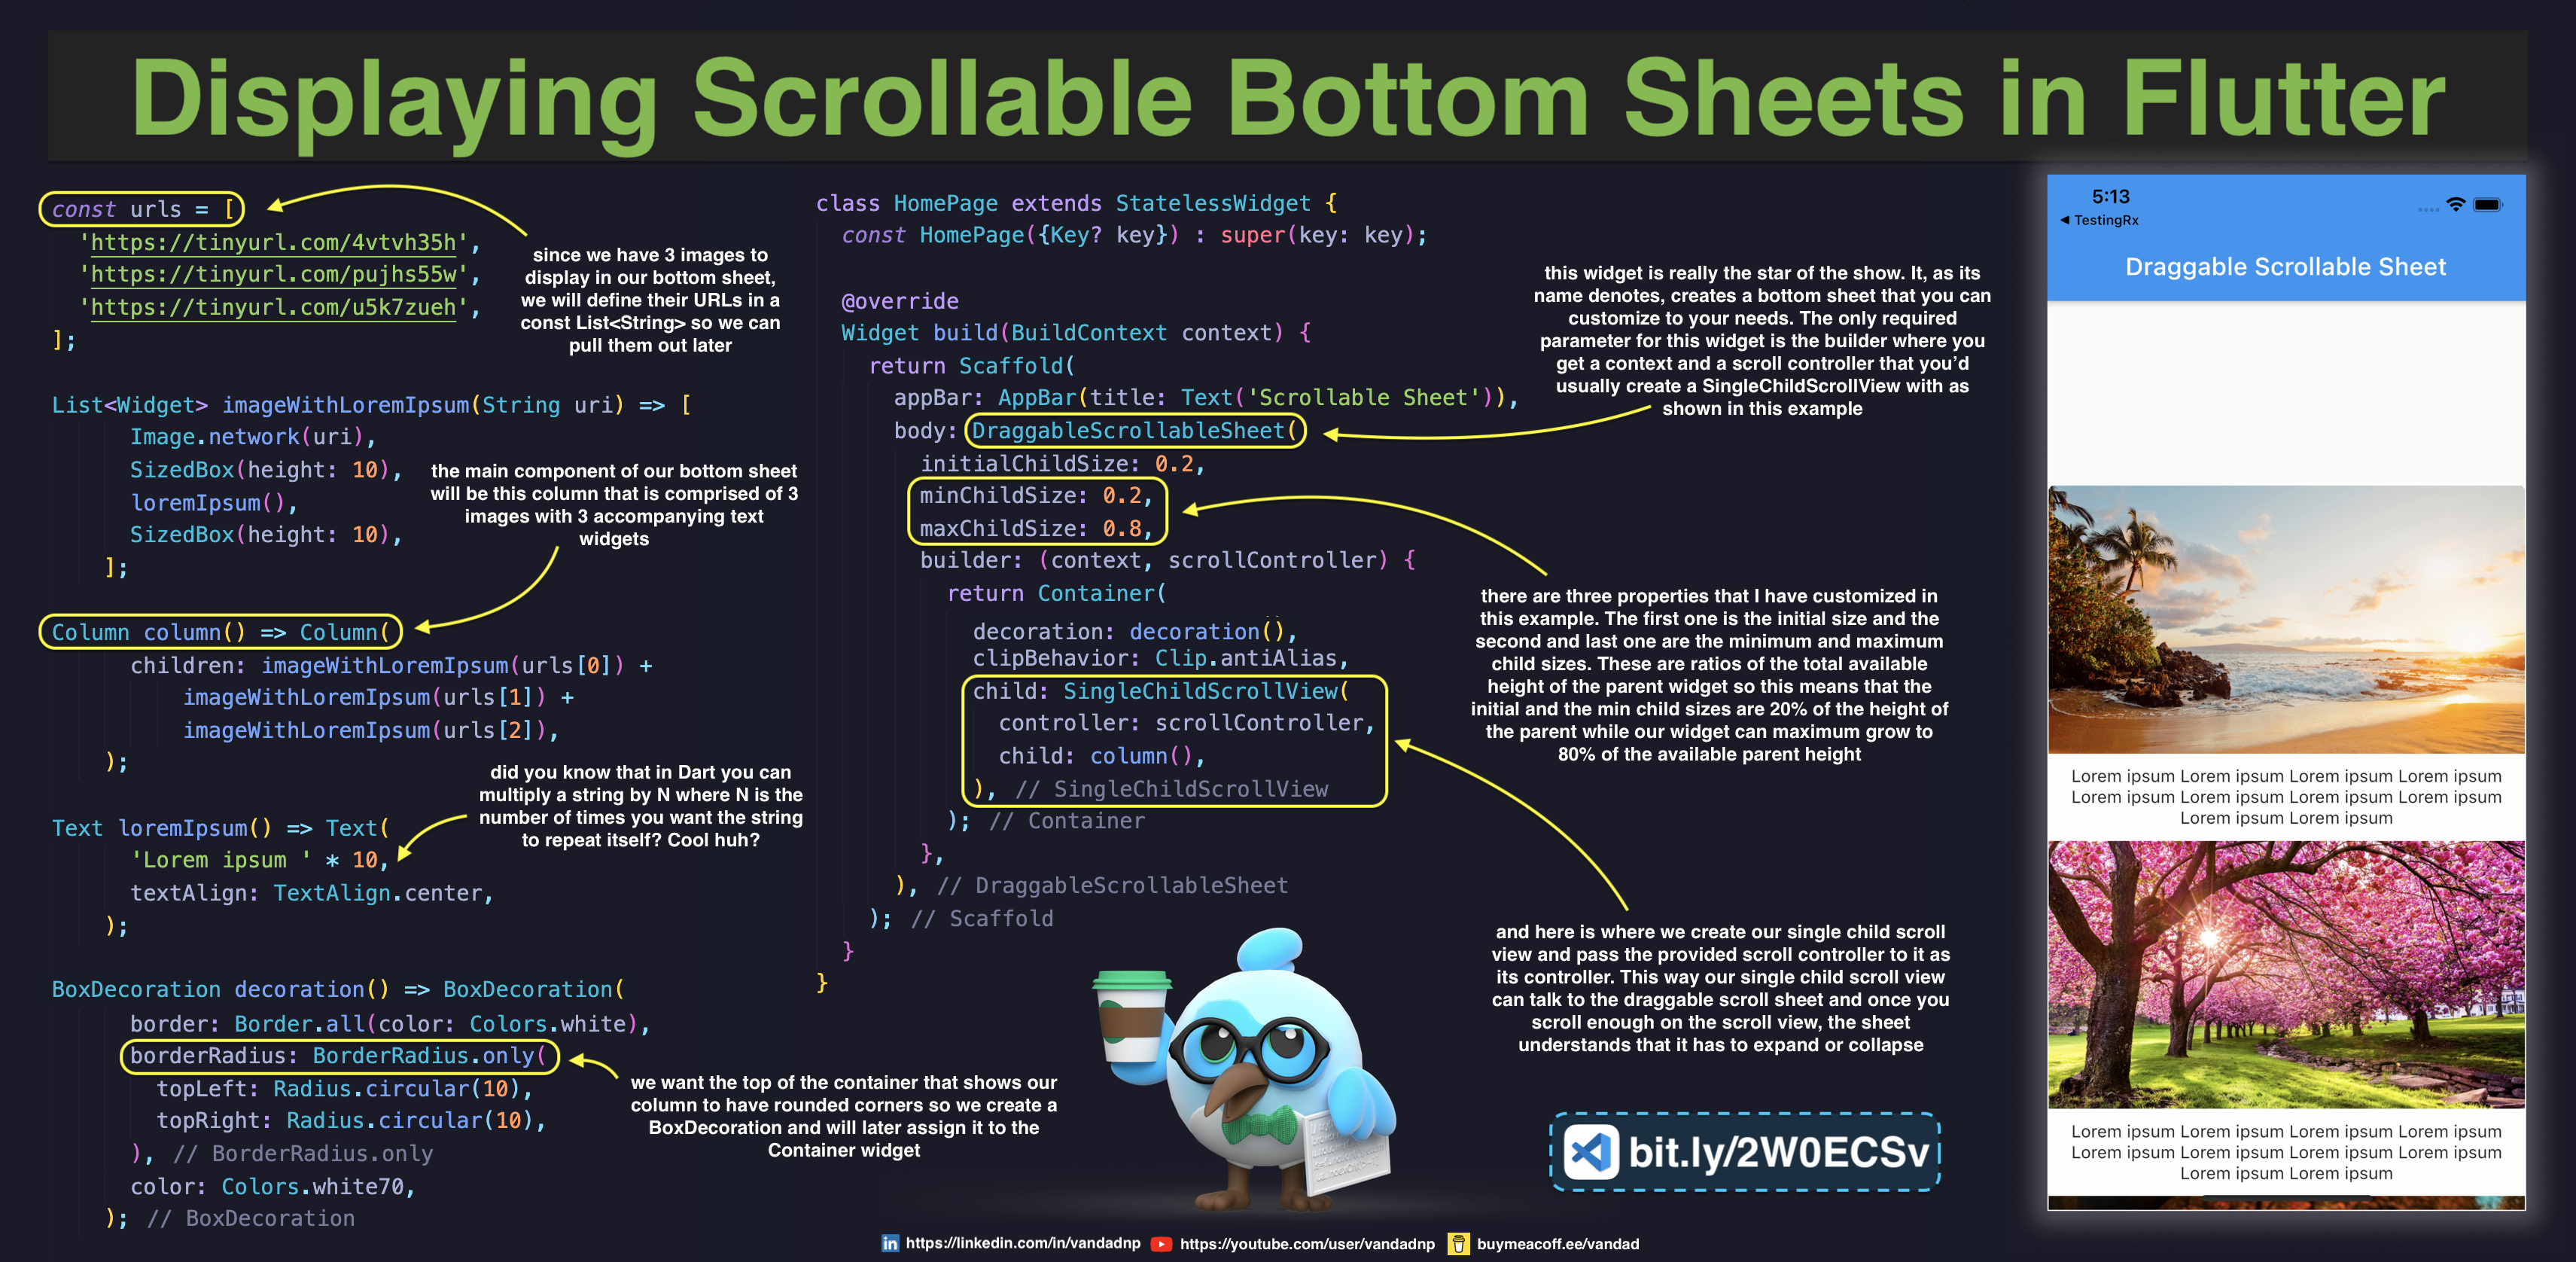 Displaying Scrollable Bottom Sheets in Flutter
const urls = [
'https://tinyurl.com/4vtvh35h',
'https://tinyurl.com/pujhs55w',
'https://tinyurl.com/u5k7zueh',
];
since we have 3 images to
display in our bottom sheet,
we will define their URLs in a
const List<String> so we can
pull them out later
List<Widget> imageWithLoremIpsum(String uri) => [
Image.network(uri),
SizedBox(height: 10),
loremIpsum(),
SizedBox(height: 10),
];
the main component of our bottom sheet
will be this column that is comprised of 3
images with 3 accompanying text
widgets
Column column() => Column(
children: imageWithLoremIpsum(urls[0]) +
imageWithLoremIpsum(urls[1]) +
imageWithLoremIpsum(urls[2]),
);
did you know that in Dart you can
multiply a string by N where N is the
number of times you want the string
to repeat itself? Cool huh?
Text loremIpsum() => Text(
'Lorem ipsum ' * 10,
textAlign: TextAlign.center,
);
BoxDecoration decoration() => BoxDecoration(
border: Border.all(color: Colors.white),
borderRadius: BorderRadius.only(
topLeft: Radius.circular(10),
topRight: Radius.circular(10),
), // BorderRadius.only
color: Colors.white70,
); // BoxDecoration
we want the top of the container that shows our
column to have rounded corners so we create a
BoxDecoration and will later assign it to the
Container widget
class HomePage extends StatelessWidget {
const HomePage({Key? key}) : super(key: key);
@override
Widget build(BuildContext context) {
return Scaffold(
appBar: AppBar(title: Text('Scrollable Sheet')),
body: DraggableScrollableSheet(
initialChildSize: 0.2,
minChildSize: 0.2,
maxChildSize: 0.8,
builder: (context, scrollController) {
return Container(
decoration: decoration(),
clipBehavior: Clip.antiAlias,
child: SingleChildScrollView(
controller: scrollController,
child: column(),
), // SingleChildScrollView
); // Container
},
), // DraggableScrollableSheet
); // Scaffold
}
}
this widget is really the star of the show. It, as its
name denotes, creates a bottom sheet that you can
customize to your needs. The only required
parameter for this widget is the builder where you
get a context and a scroll controller that you'd
usually create a SingleChildScrollView with as
shown in this example
there are three properties that I have customized in
this example. The first one is the initial size and the
second and last one are the minimum and maximum
child sizes. These are ratios of the total available
height of the parent widget so this means that the
initial and the min child sizes are 20% of the height of
the parent while our widget can maximum grow to
80% of the available parent height
and here is where we create our single child scroll
view and pass the provided scroll controller to it as
its controller. This way our single child scroll view
can talk to the draggable scroll sheet and once you
scroll enough on the scroll view, the sheet
understands that it has to expand or collapse
bit.ly/2W0ECSv
5:13
◀ TestingRx
Draggable Scrollable Sheet
Lorem ipsum Lorem ipsum Lorem ipsum Lorem ipsum
Lorem ipsum Lorem ipsum Lorem ipsum Lorem ipsum
Lorem ipsum Lorem ipsum
Lorem ipsum Lorem ipsum Lorem ipsum Lorem ipsum
Lorem ipsum Lorem ipsum Lorem ipsum Lorem ipsum
Lorem ipsum Lorem ipsum
in https://linkedin.com/in/vandadnp https://youtube.com/user/vandadnp buymeacoff.ee/vandad